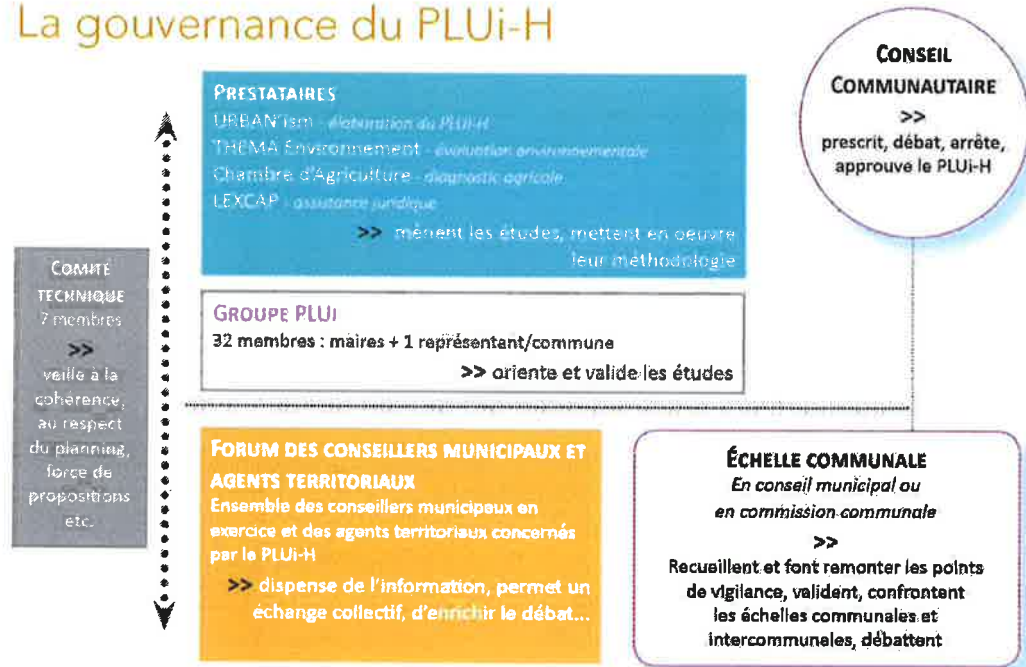 La gouvernance du PLUi-H
PRESTATAIRES
URBAN'ism - élaboration du PLUi-H
THEMA Environnement - évaluation environnementale
Chambre d'Agriculture - diagnostic agricole
LEXCAP - assistance juridique
>> mènent les études, mettent en oeuvre
leur méthodologie
CONSEIL
COMMUNAUTAIRE
>>
prescrit, débat, arrête,
approuve le PLUi-H
COMITÉ
TECHNIQUE
7 membres
>>
veille à la
cohérence,
au respect
du planning,
force de
propositions
etc.
GROUPE PLUi
32 membres : maires + 1 représentant/commune
>> oriente et valide les études
FORUM DES CONSEILLERS MUNICIPAUX ET
AGENTS TERRITORIAUX
Ensemble des conseillers municipaux en
exercice et des agents territoriaux concernés
par le PLUi-H
>> dispense de l'information, permet un
échange collectif, d'enrichir le débat...
ÉCHELLE COMMUNALE
En conseil municipal ou
en commission communale
>>
Recueillent et font remonter les points
de vigilance, valident, confrontent
les échelles communales et
intercommunales, débattent